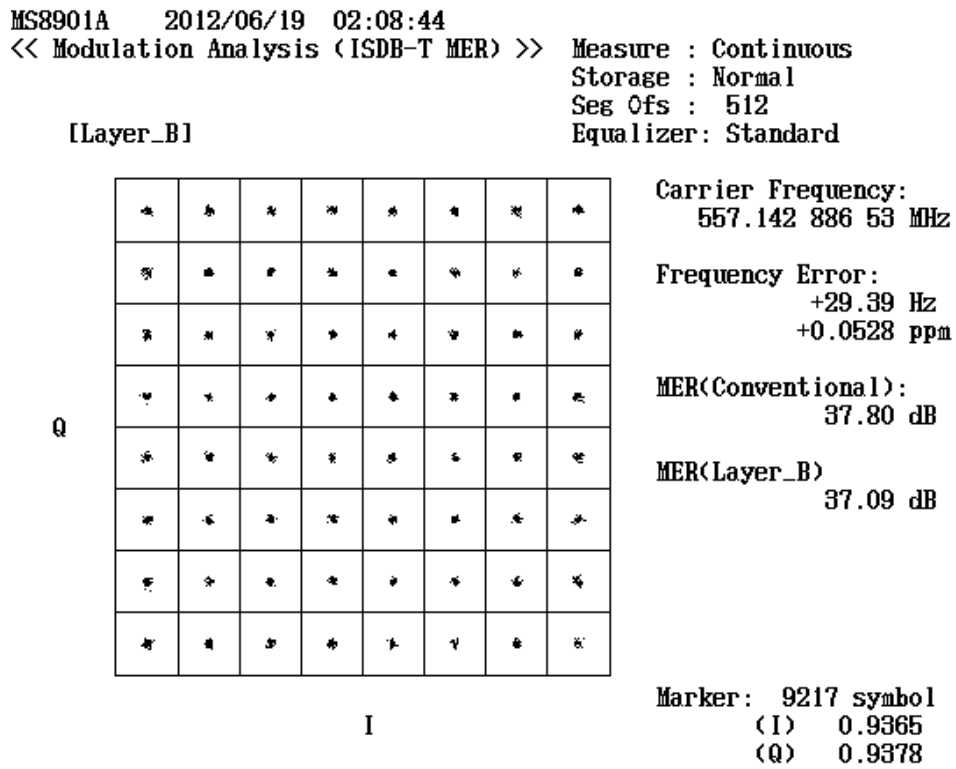 MS8901A 2012/06/19 02:08:44
<< Modulation Analysis (ISDB-T MER) >> Measure : Continuous
Storage : Normal
Seg Ofs : 512
[Layer_B] Equalizer: Standard
Carrier Frequency:
557.142 886 53 MHz
Frequency Error:
+29.39 Hz
+0.0528 ppm
MER(Conventional):
37.80 dB
Q
MER(Layer_B)
37.09 dB
Marker: 9217 symbol
I (I) 0.9365
(Q) 0.9378